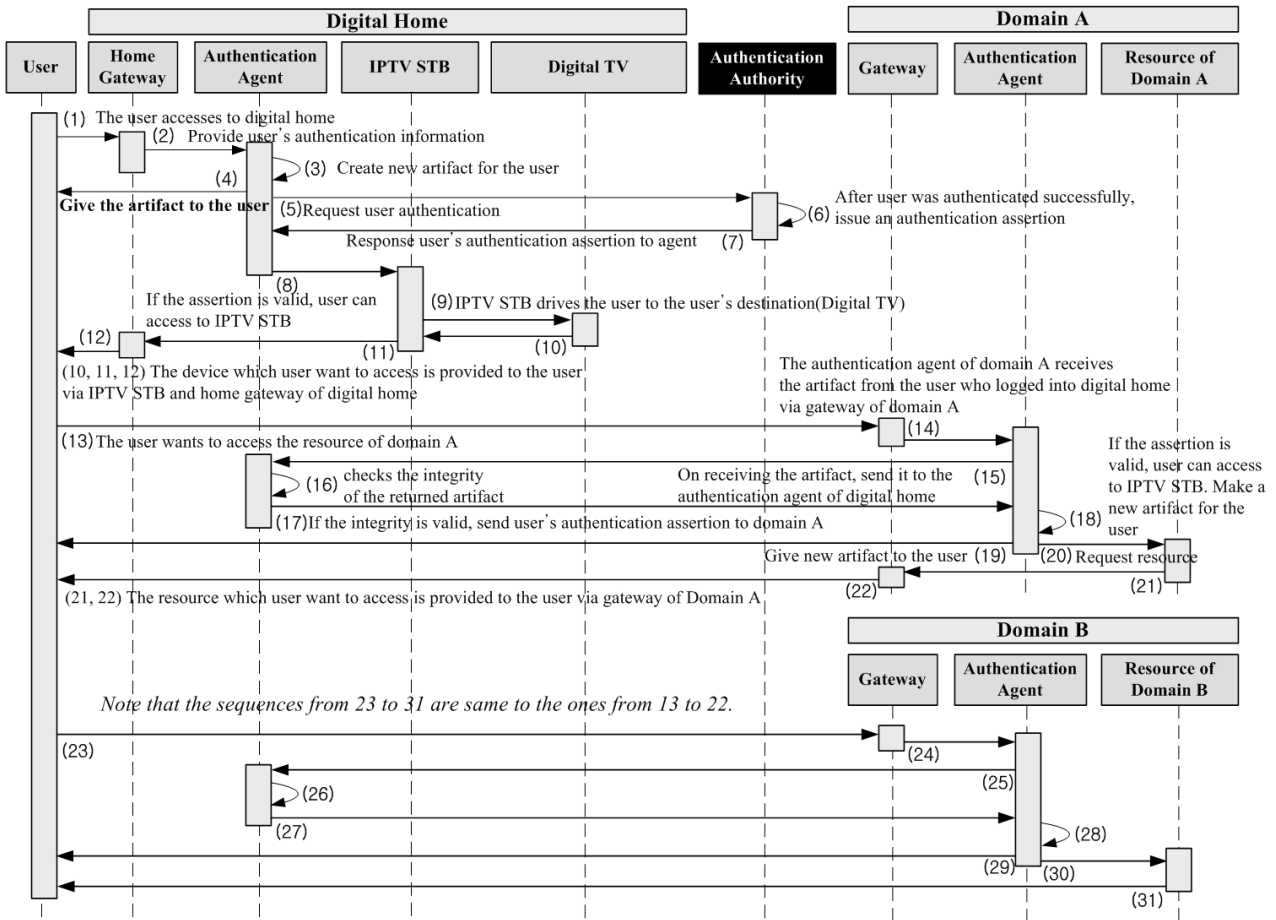 Digital Home
Domain A
User
Home
Gateway
Authentication
Agent
IPTV STB
Digital TV
Authentication
Authority
Gateway
Authentication
Agent
Resource of
Domain A
(1) The user accesses to digital home
(2) Provide user's authentication information
(3) Create new artifact for the user
(4)
Give the artifact to the user
(5)Request user authentication
(6)
After user was authenticated successfully,
issue an authentication assertion
Response user's authentication assertion to agent
(7)
(8)
If the assertion is valid, user can
access to IPTV STB
(9)IPTV STB drives the user to the user's destination(Digital TV)
(10)
(11)
(12)
(10, 11, 12) The device which user want to access is provided to the user
via IPTV STB and home gateway of digital home
The authentication agent of domain A receives
the artifact from the user who logged into digital home
via gateway of domain A
(13)The user wants to access the resource of domain A
(14)
(15)
On receiving the artifact, send it to the
authentication agent of digital home
(16)
checks the integrity
of the returned artifact
If the assertion is
valid, user can access
to IPTV STB. Make a
new artifact for the
user
(17)If the integrity is valid, send user's authentication assertion to domain A
(18)
Give new artifact to the user (19)
(20) Request resource
(21)
(22)
(21, 22) The resource which user want to access is provided to the user via gateway of Domain A
Domain B
Gateway
Authentication
Agent
Resource of
Domain B
Note that the sequences from 23 to 31 are same to the ones from 13 to 22.
(23)
(24)
(25)
(26)
(27)
(28)
(29)
(30)
(31)